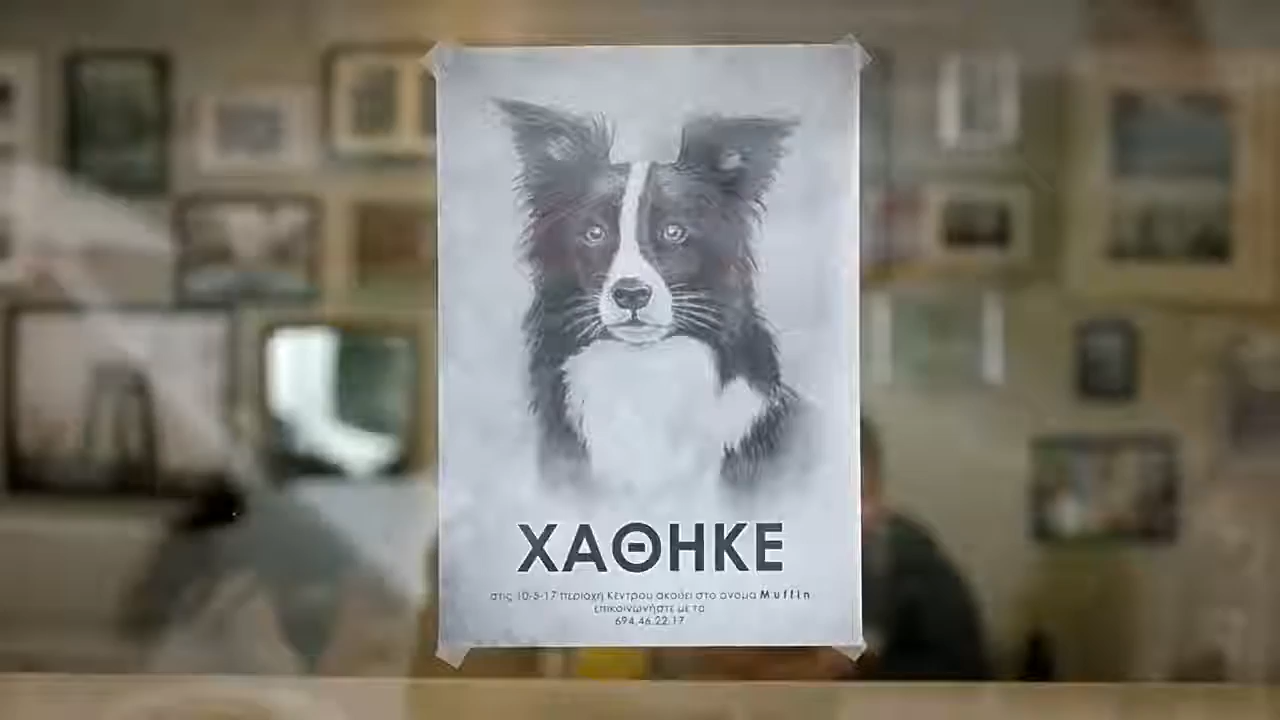 ΧΑΘΗΚΕ
στις 10-5-17 περιοχή Κέντρου ακούει στο όνομα Muffin
επικοινωνήστε με το
694.46.22.17